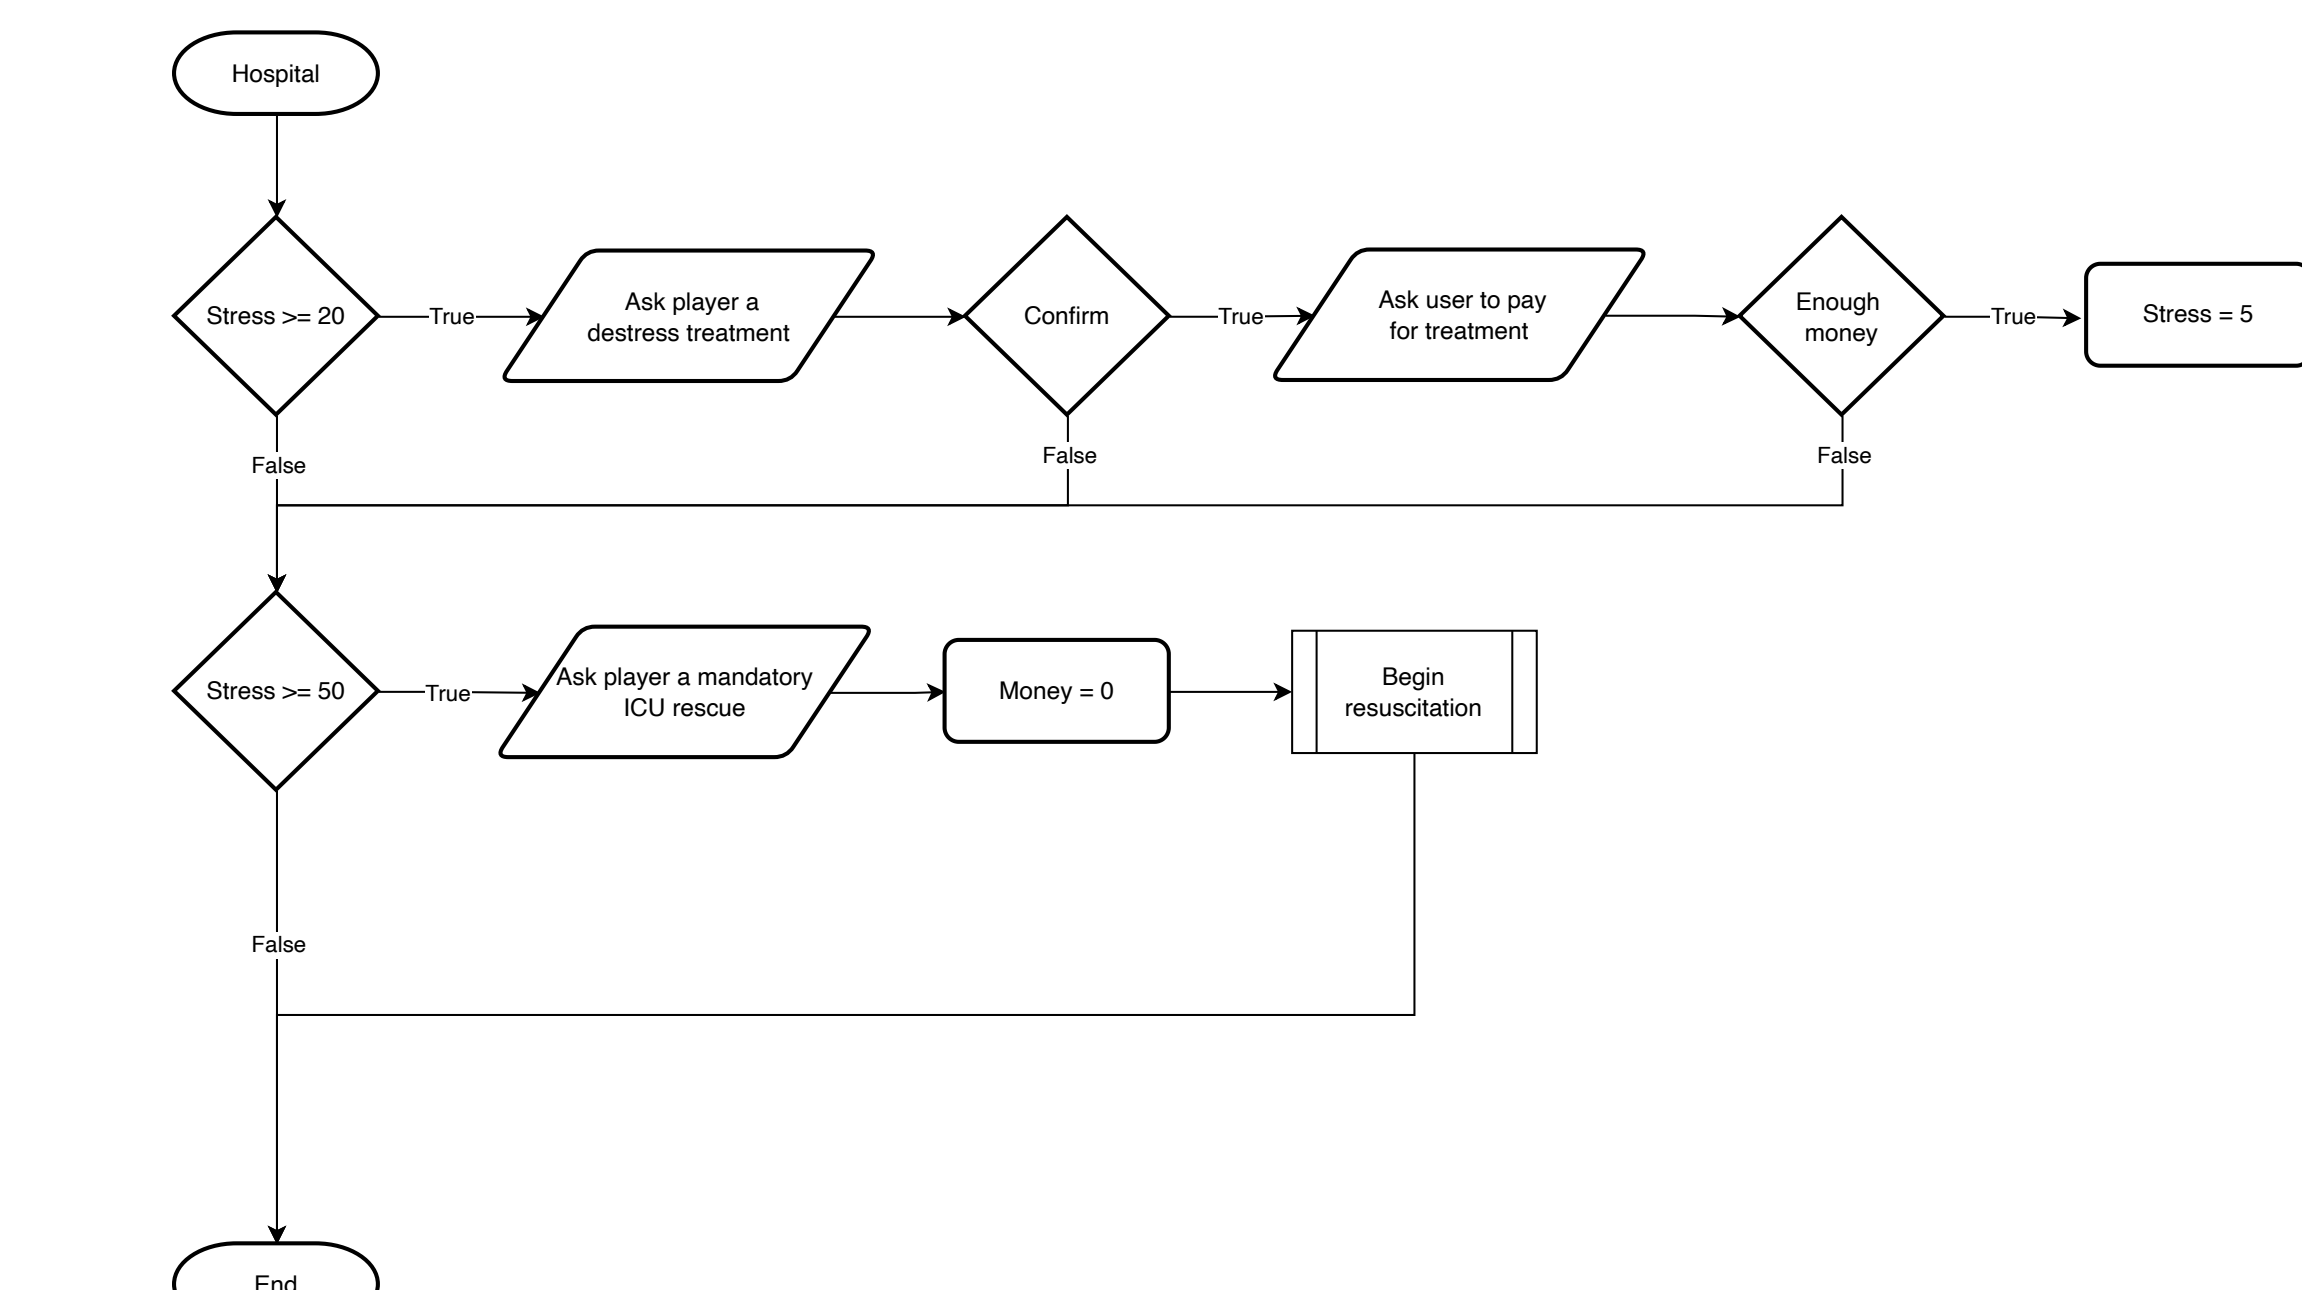 Hospital
Stress >= 20
True
Ask player a
destress treatment
Confirm
True
Ask user to pay
for treatment
Enough
money
True
Stress = 5
False
False
False
Stress >= 50
True
Ask player a mandatory
ICU rescue
Money = 0
Begin
resuscitation
False
End